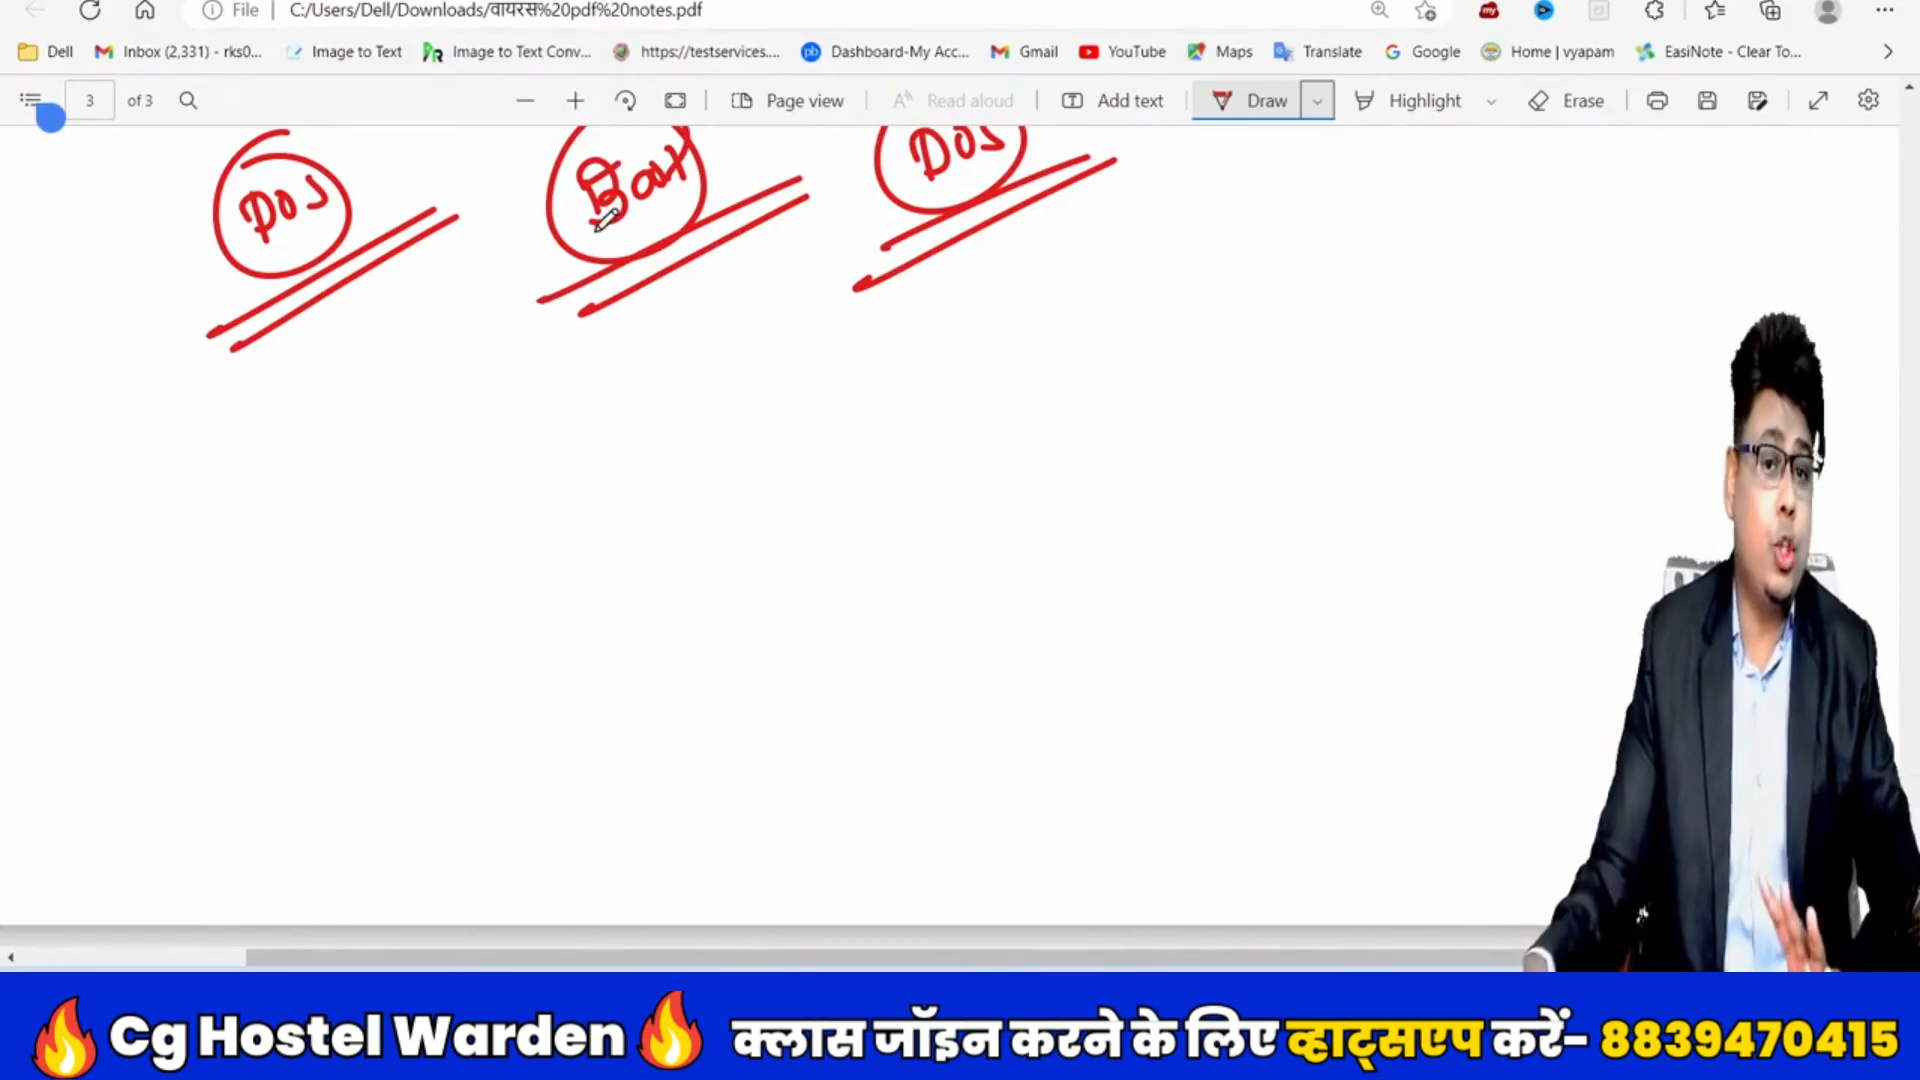 File | C:/Users/Dell/Downloads/वायरस%20pdf%20notes.pdf
Dell Inbox (2,331) - rks0... Image to Text Image to Text Conv... https://testservices.... Dashboard-My Acc... Gmail YouTube Maps Translate Google Home | vyapam EasiNote - Clear To...
3 of 3 Page view Read aloud Add text Draw Highlight Erase
DOS Boot DOS
Cg Hostel Warden क्लास जॉइन करने के लिए व्हाट्सएप करें- 8839470415